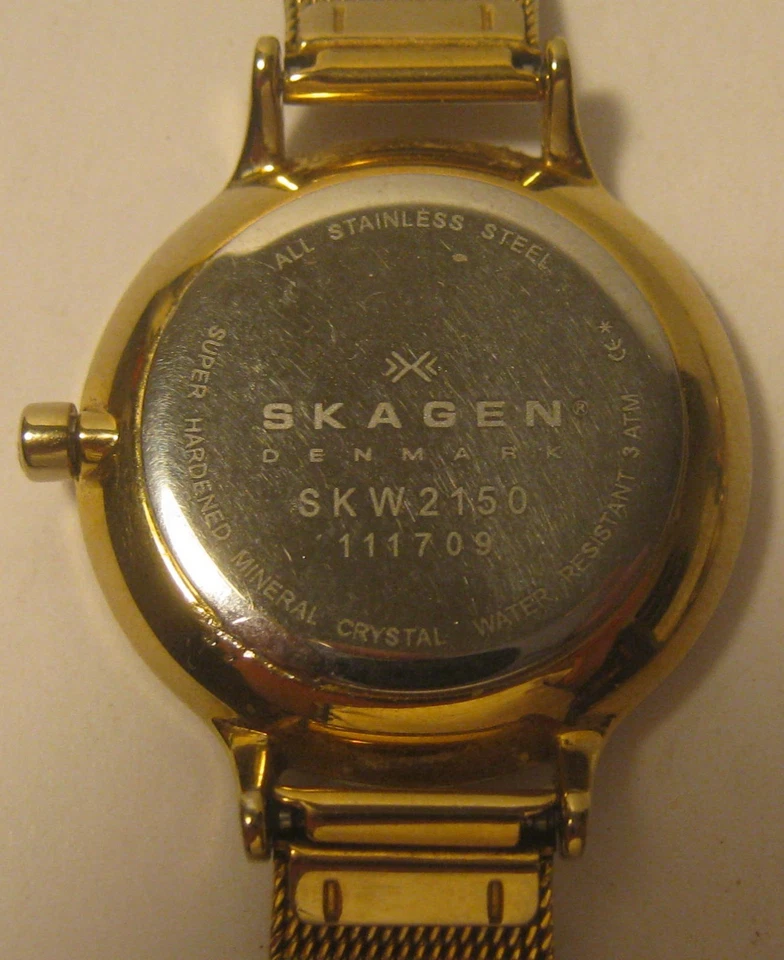 ALL STAINLESS STEEL
SKAGEN®
DENMARK
SKW2150
111709
SUPER HARDENED MINERAL CRYSTAL WATER RESISTANT 3 ATM CE*